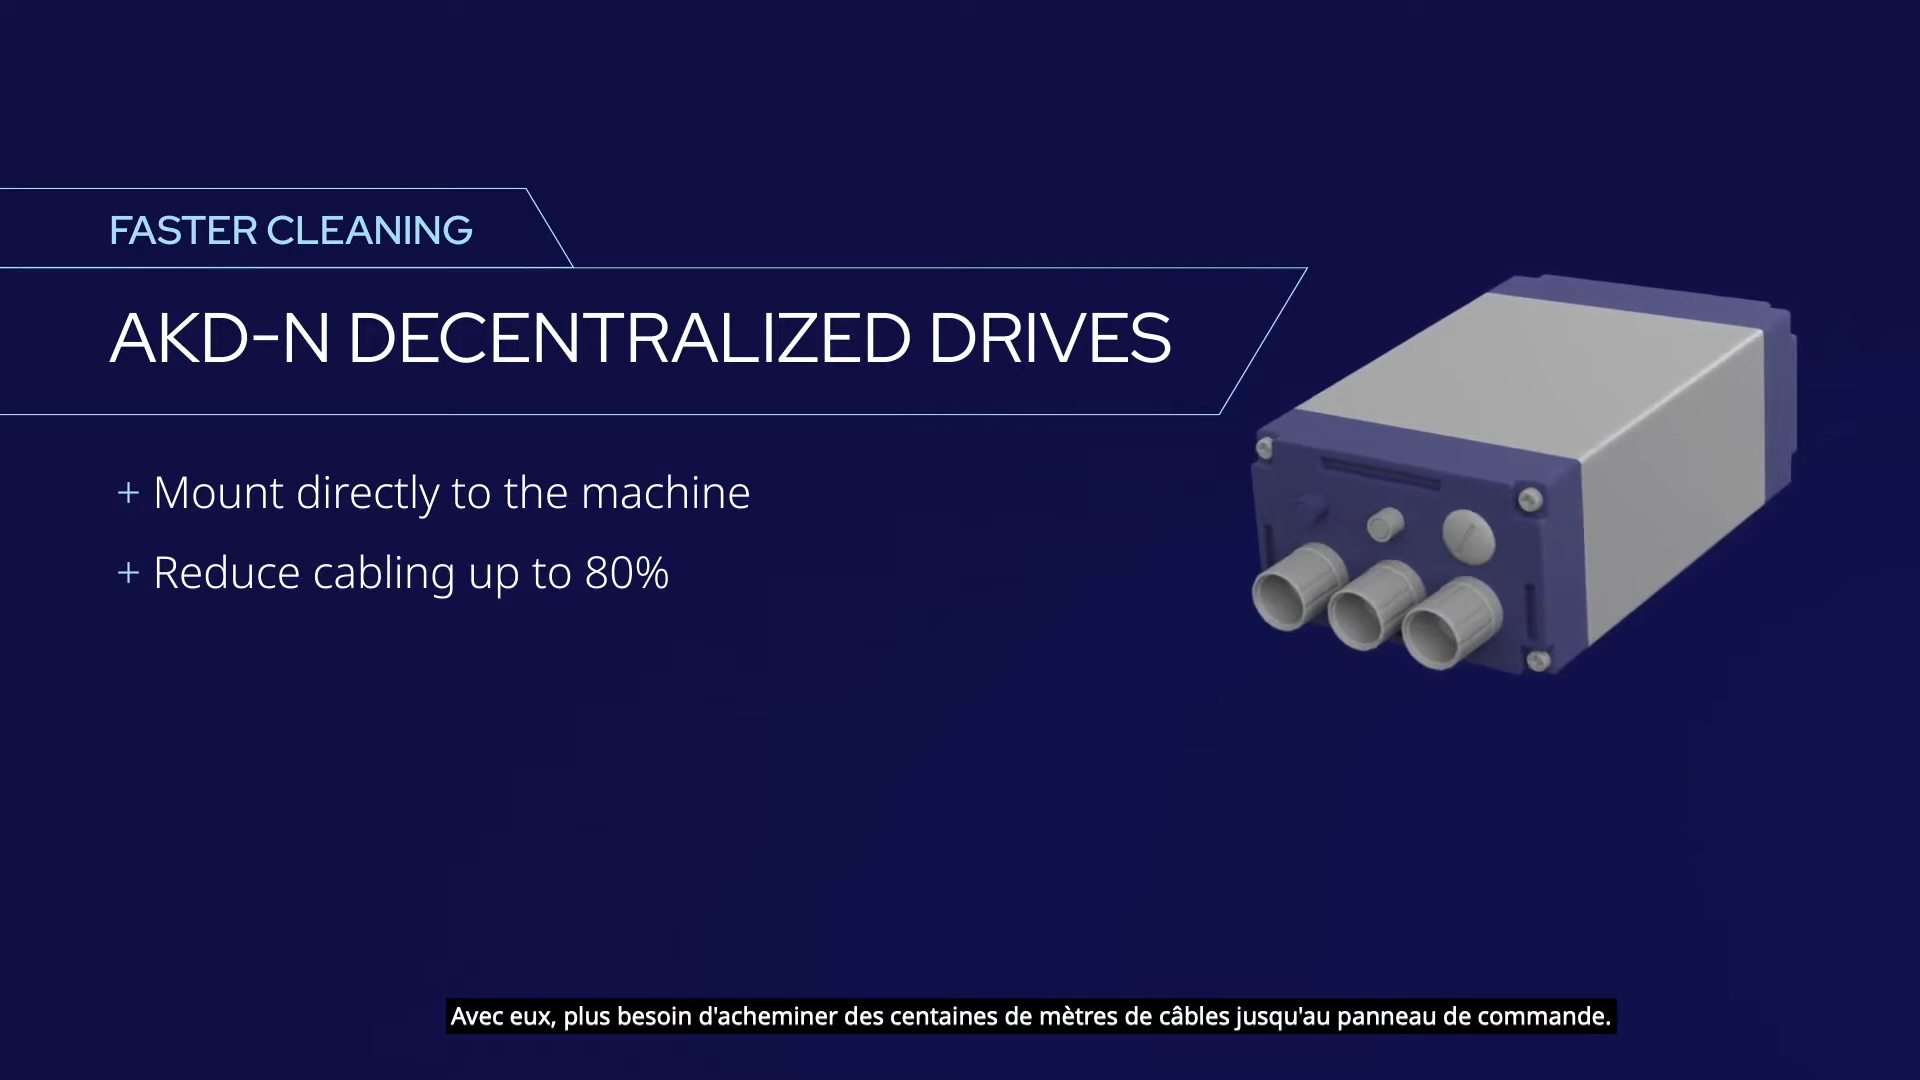 FASTER CLEANING
AKD-N DECENTRALIZED DRIVES
+ Mount directly to the machine
+ Reduce cabling up to 80%
Avec eux, plus besoin d'acheminer des centaines de mètres de câbles jusqu'au panneau de commande.